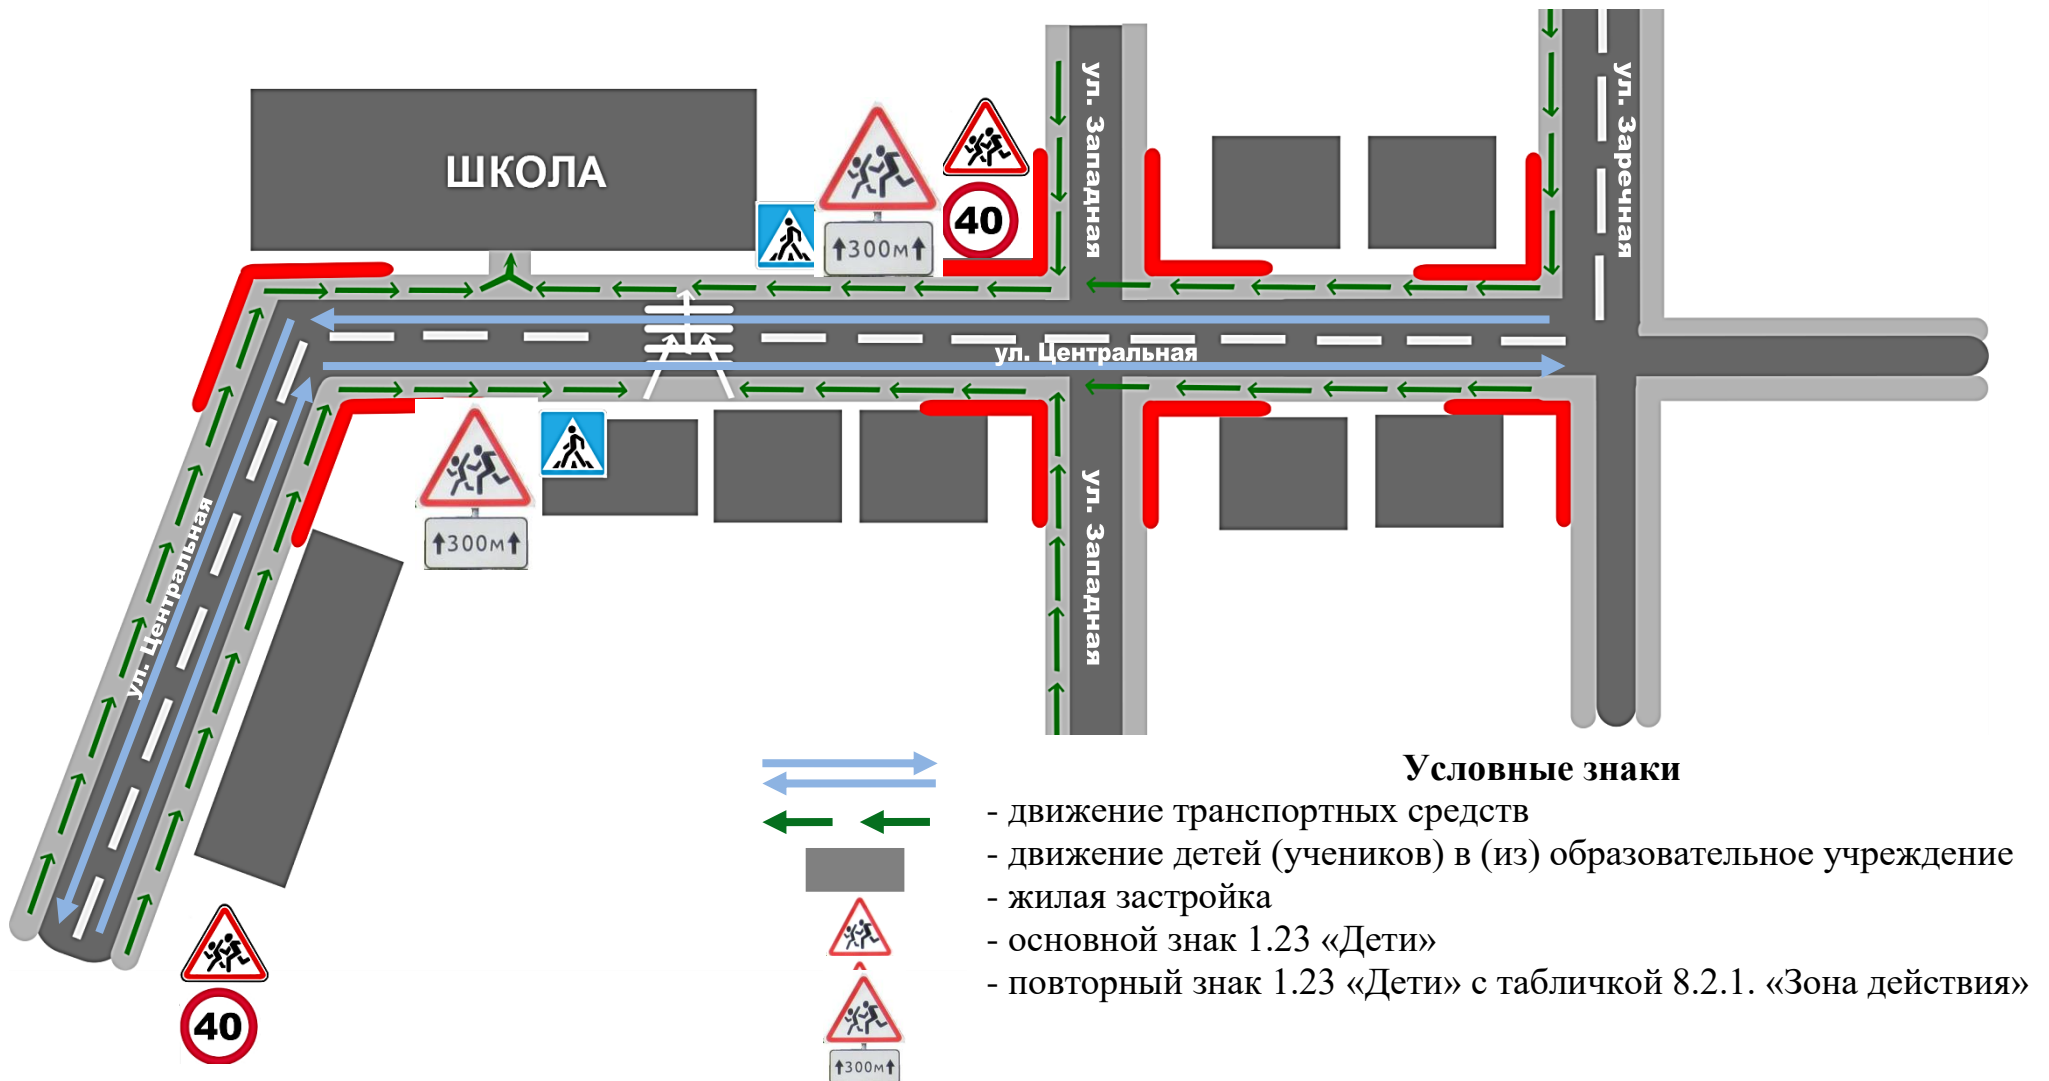 ШКОЛА
300м
40
ул. Западная
ул. Заречная
ул. Центральная
ул. Центральная
300м
ул. Западная
40
Условные знаки
- движение транспортных средств
- движение детей (учеников) в (из) образовательное учреждение
- жилая застройка
- основной знак 1.23 «Дети»
- повторный знак 1.23 «Дети» с табличкой 8.2.1. «Зона действия»
300м